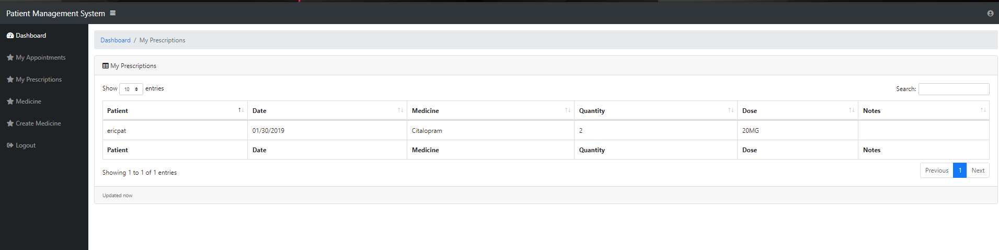 Patient Management System
Dashboard
My Appointments
My Prescriptions
Medicine
Create Medicine
Logout
Dashboard / My Prescriptions
My Prescriptions
Show 10 entries
Search:
Patient Date Medicine Quantity Dose Notes
ericpat 01/30/2019 Citalopram 2 20MG
Patient Date Medicine Quantity Dose Notes
Showing 1 to 1 of 1 entries
Previous 1 Next
Updated now